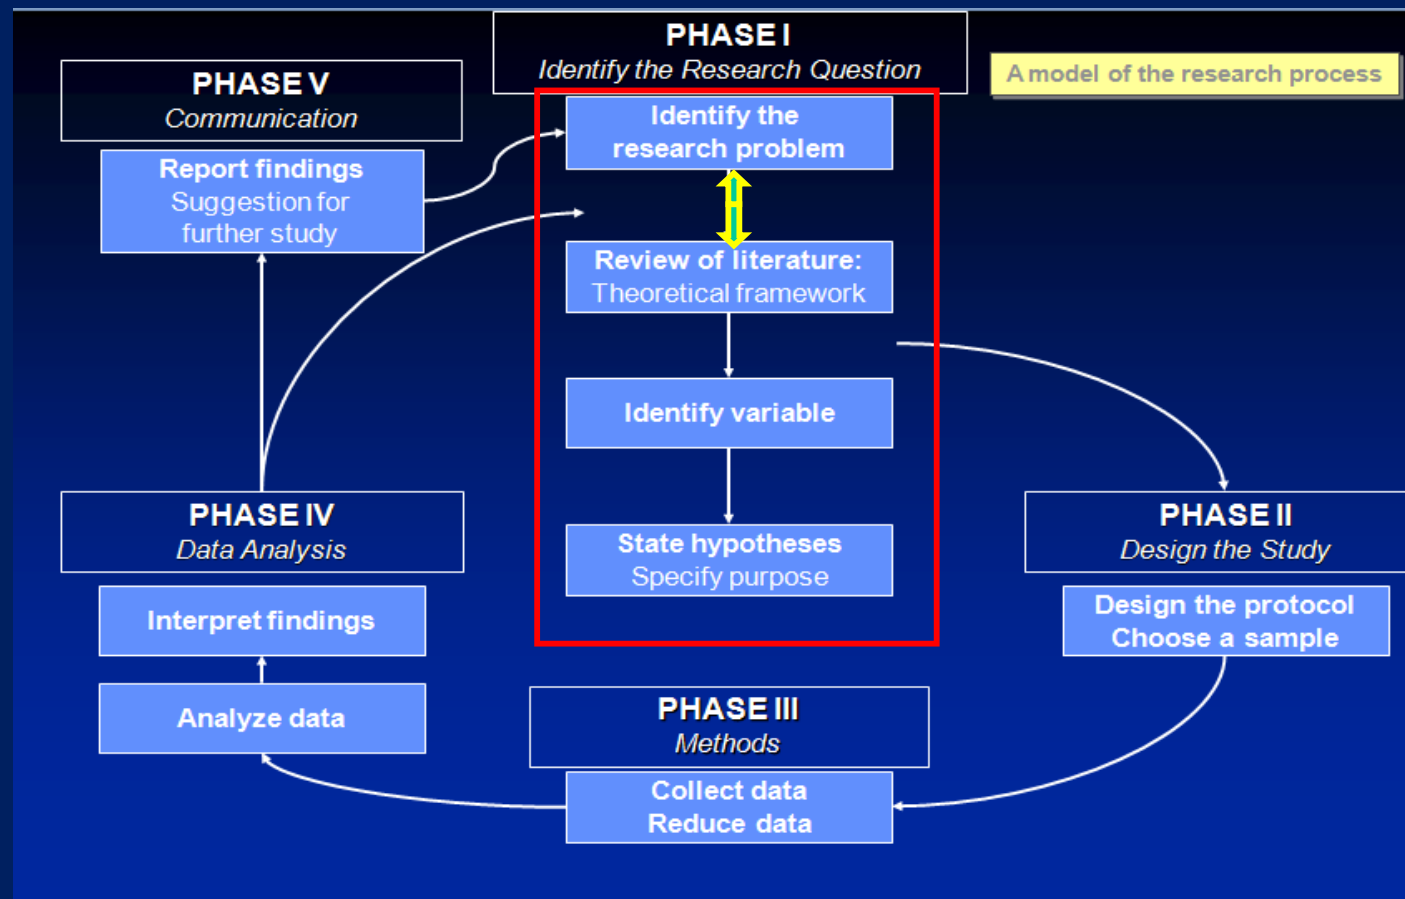 PHASE I
Identify the Research Question
A model of the research process
PHASE V
Communication
Report findings
Suggestion for
further study
Identify the
research problem
Review of literature:
Theoretical framework
Identify variable
State hypotheses
Specify purpose
PHASE IV
Data Analysis
Interpret findings
Analyze data
PHASE II
Design the Study
Design the protocol
Choose a sample
PHASE III
Methods
Collect data
Reduce data